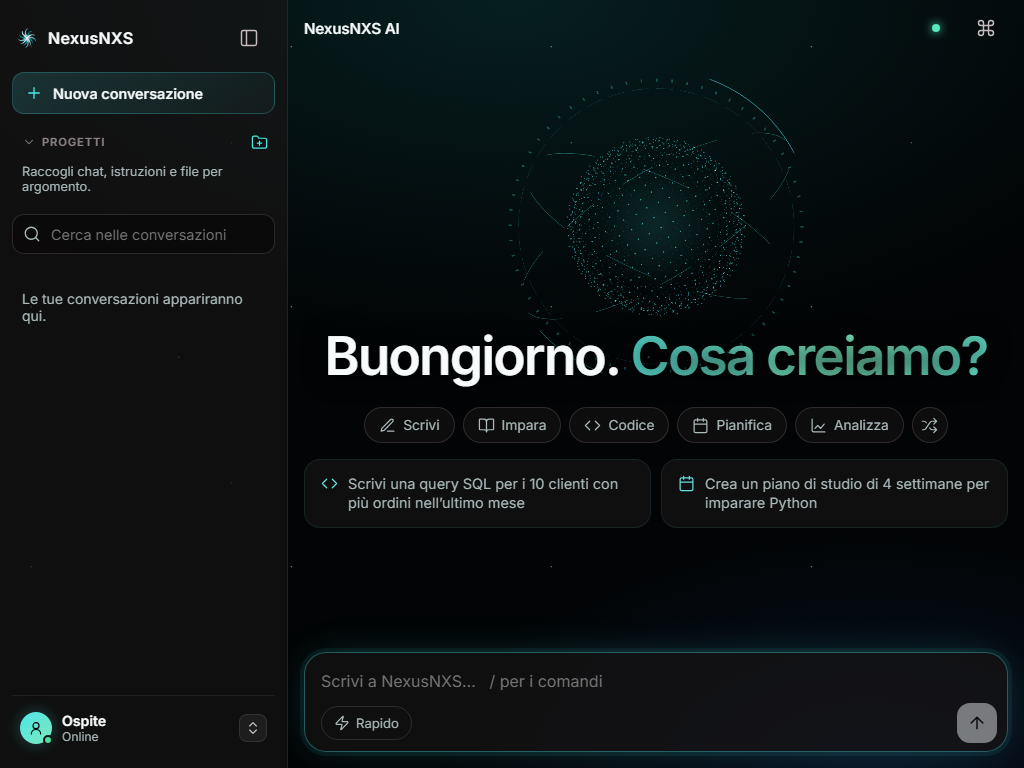 NexusNXS
Nuova conversazione
PROGETTI
Raccogli chat, istruzioni e file per
argomento.
Cerca nelle conversazioni
Le tue conversazioni appariranno
qui.
Ospite
Online
NexusNXS AI
Buongiorno. Cosa creiamo?
Scrivi
Impara
Codice
Pianifica
Analizza
Scrivi una query SQL per i 10 clienti con
più ordini nell’ultimo mese
Crea un piano di studio di 4 settimane per
imparare Python
Scrivi a NexusNXS... / per i comandi
Rapido